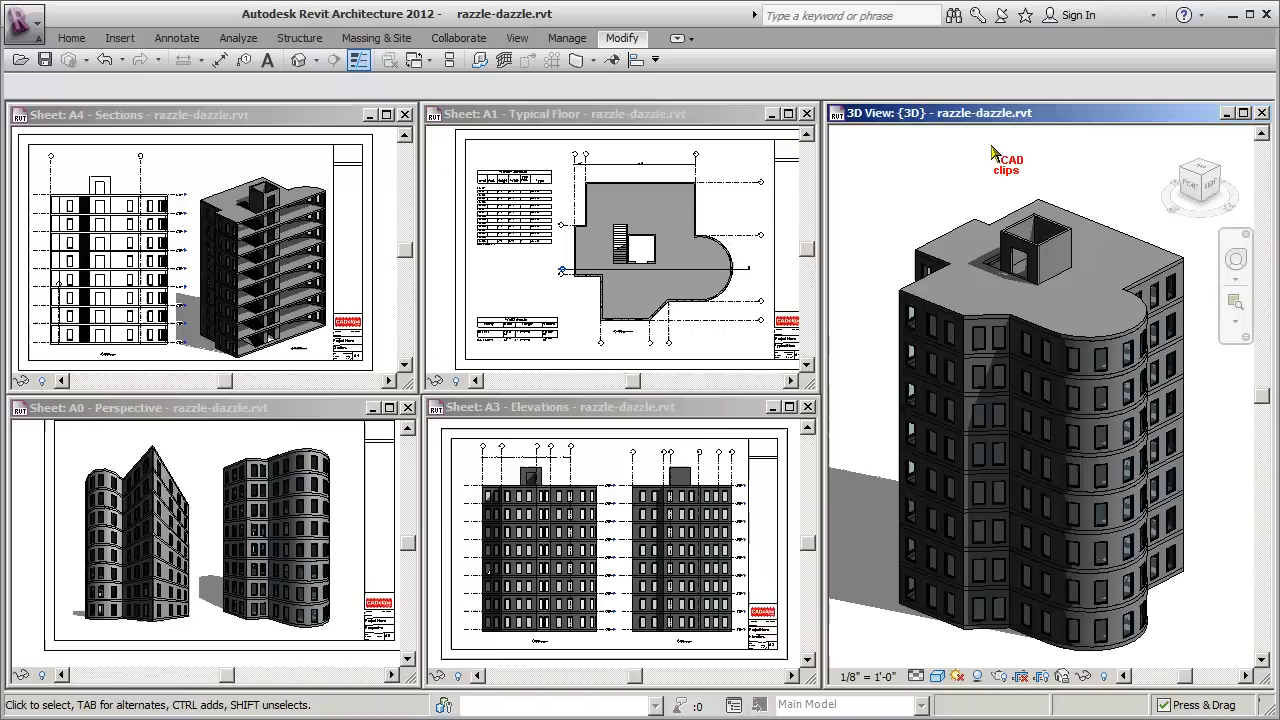 Autodesk Revit Architecture 2012 - razzle-dazzle.rvt
Type a keyword or phrase
Sign In
Home Insert Annotate Analyze Structure Massing & Site Collaborate View Manage Modify
Sheet: A4 - Sections - razzle-dazzle.rvt
Sheet: A1 - Typical Floor - razzle-dazzle.rvt
3D View: {3D} - razzle-dazzle.rvt
CAD
clips
Sheet: A0 - Perspective - razzle-dazzle.rvt
Sheet: A3 - Elevations - razzle-dazzle.rvt
1/8" = 1'-0"
Click to select, TAB for alternates, CTRL adds, SHIFT unselects.
:0
Main Model
Press & Drag